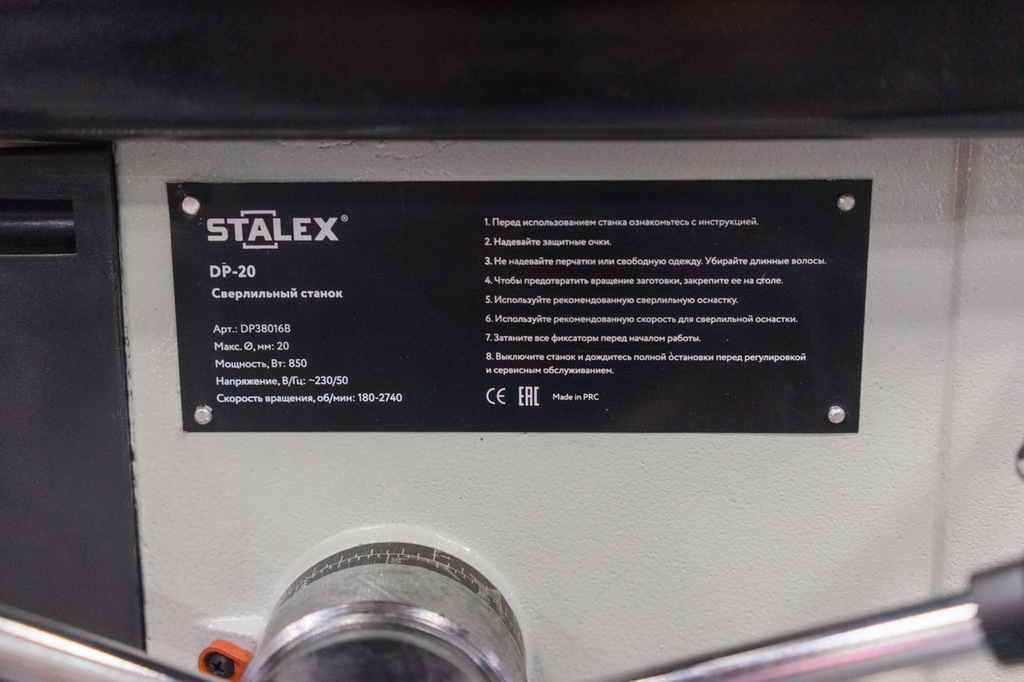 STALEX®
DP-20
Сверлильный станок
Арт.: DP38016B
Макс. Ø, мм: 20
Мощность, Вт: 850
Напряжение, В/Гц: ~230/50
Скорость вращения, об/мин: 180-2740
1. Перед использованием станка ознакомьтесь с инструкцией.
2. Надевайте защитные очки.
3. Не надевайте перчатки или свободную одежду. Убирайте длинные волосы.
4. Чтобы предотвратить вращение заготовки, закрепите ее на столе.
5. Используйте рекомендованную сверлильную оснастку.
6. Используйте рекомендованную скорость для сверлильной оснастки.
7. Затяните все фиксаторы перед началом работы.
8. Выключите станок и дождитесь полной остановки перед регулировкой
и сервисным обслуживанием.
CE EAC Made in PRC